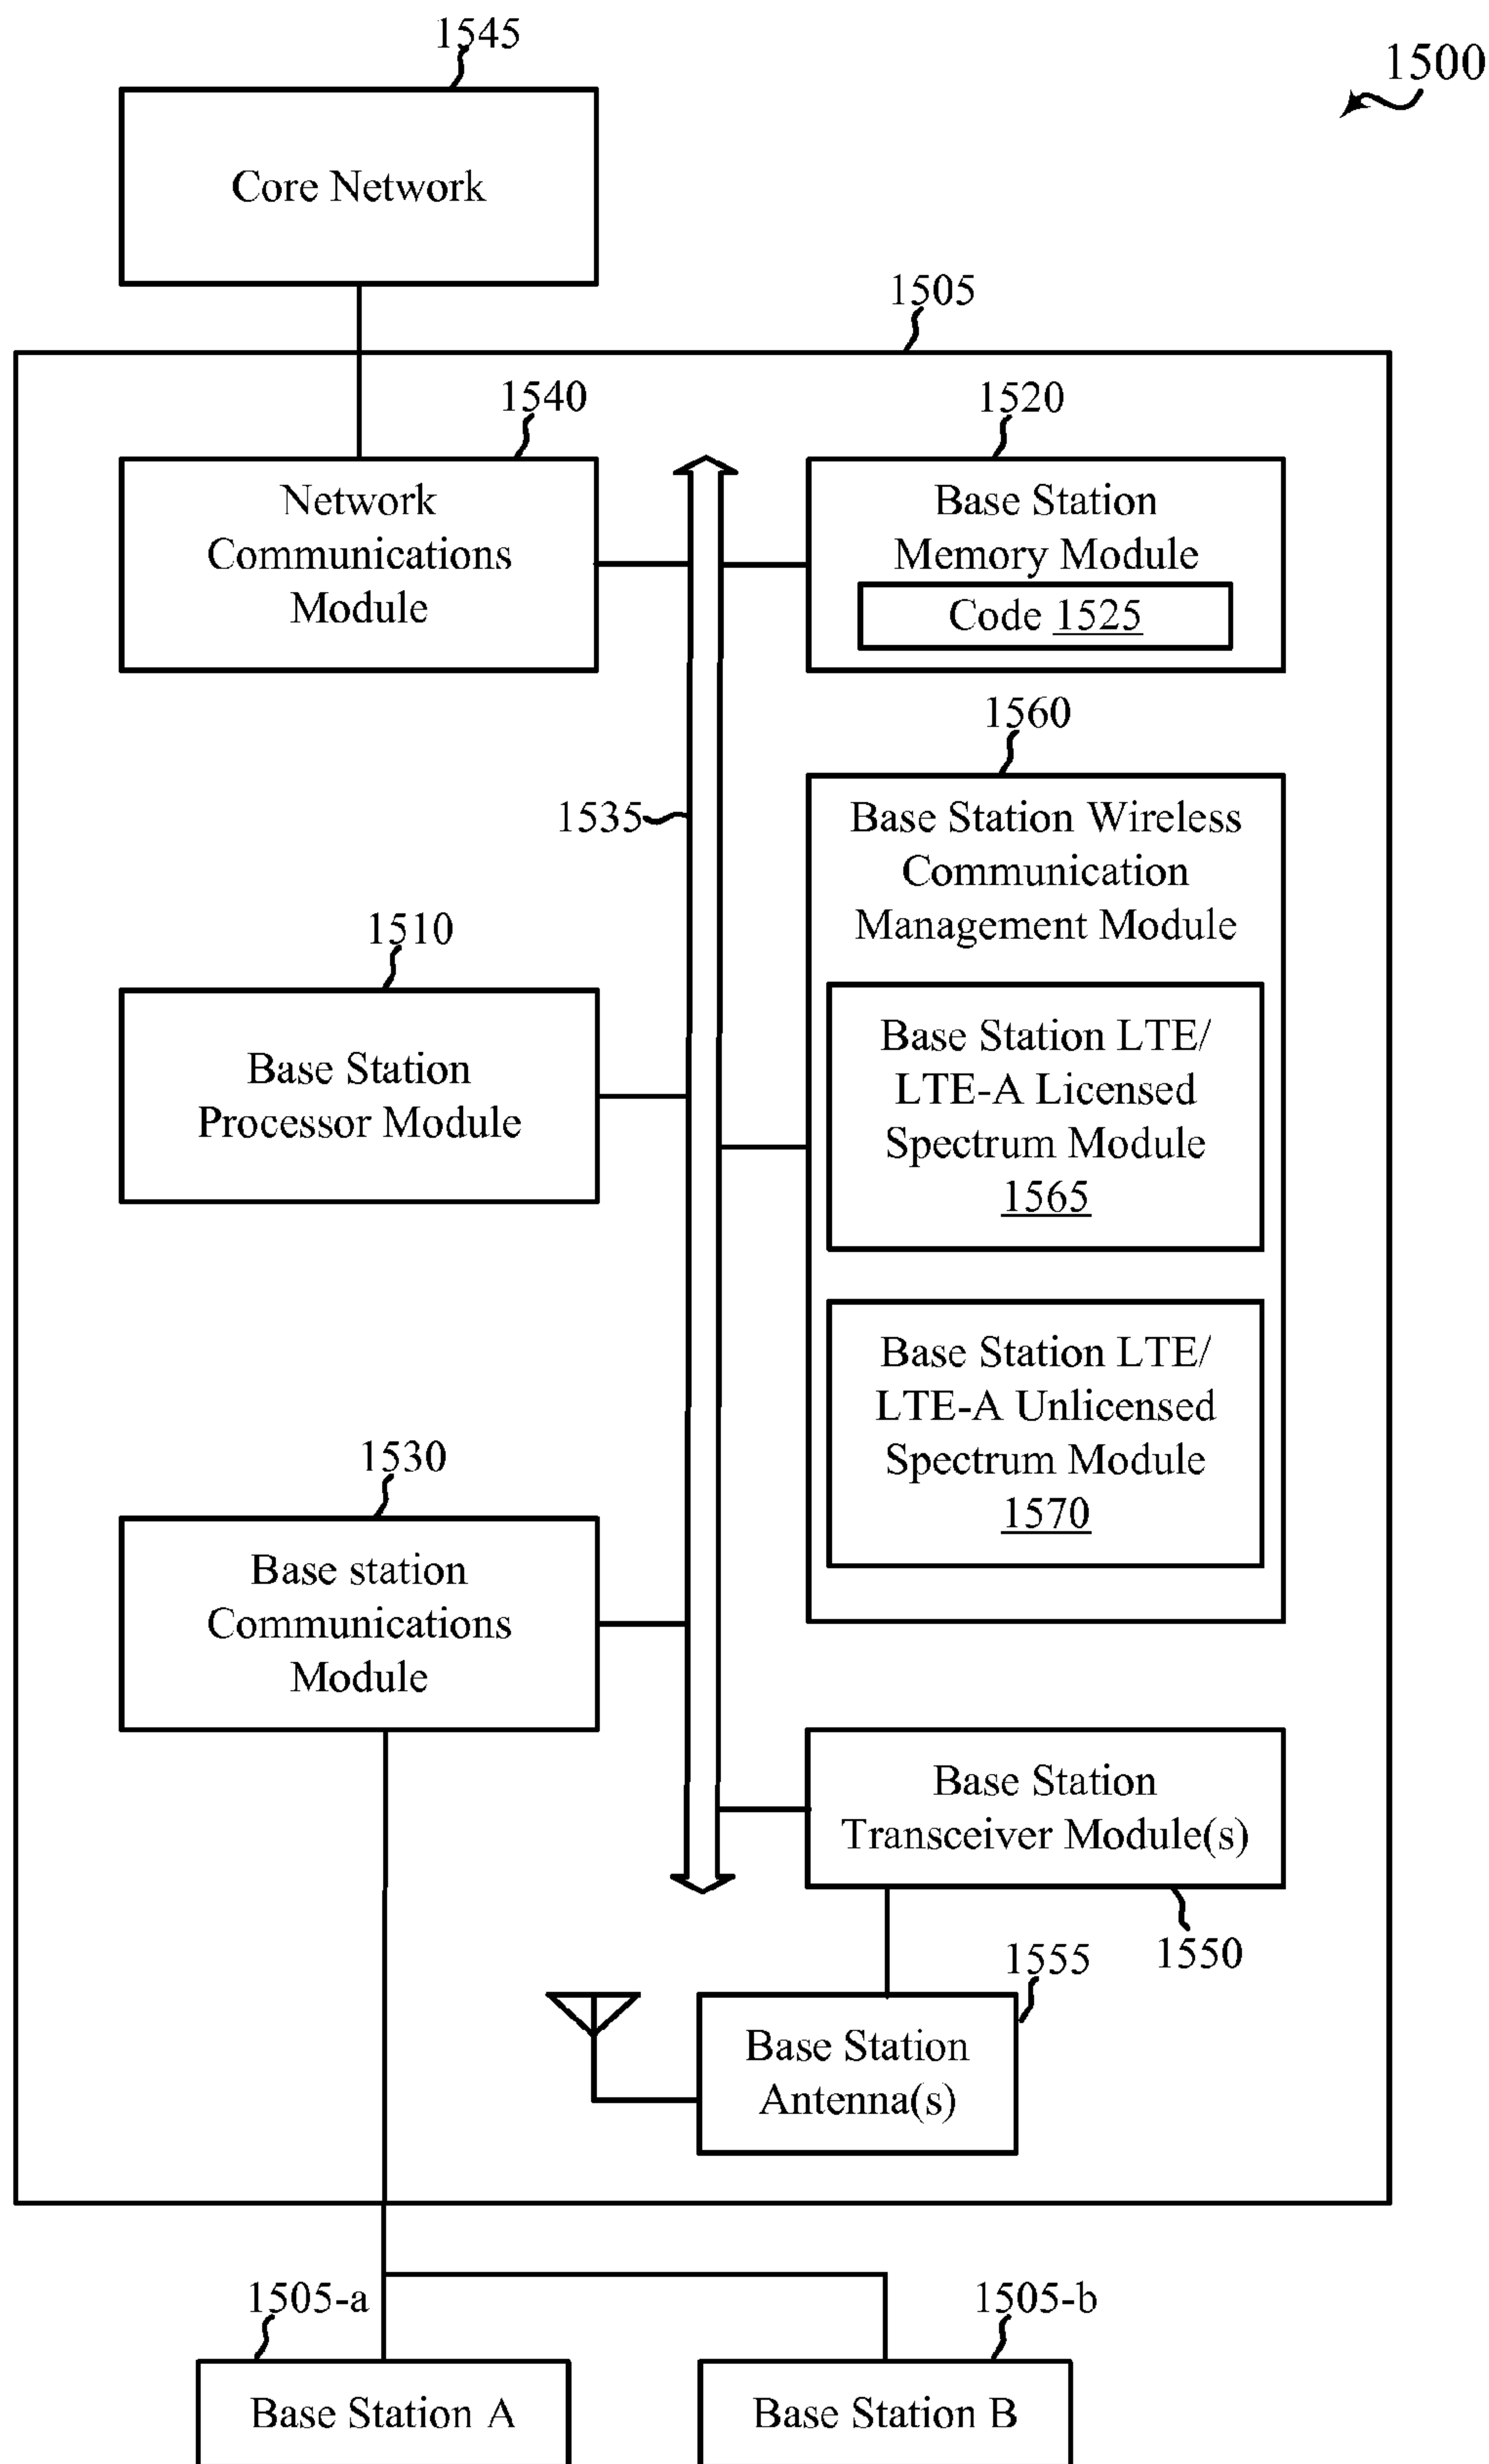 1545
1500
Core Network
1505
1540
1520
Network
Communications
Module
Base Station
Memory Module
Code 1525
1560
1535
Base Station Wireless
Communication
Management Module
1510
Base Station
Processor Module
Base Station LTE/
LTE-A Licensed
Spectrum Module
1565
Base Station LTE/
LTE-A Unlicensed
Spectrum Module
1570
1530
Base station
Communications
Module
Base Station
Transceiver Module(s)
1550
1555
Base Station
Antenna(s)
1505-a
1505-b
Base Station A
Base Station B